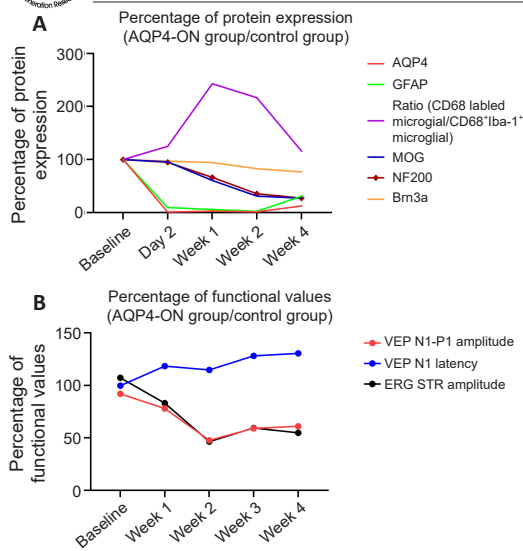 neration Resea
A
Percentage of protein expression
(AQP4-ON group/control group)
300
200
100
0
Percentage of protein
expression
Baseline
Day 2
Week 1
Week 2
Week 4
AQP4
GFAP
Ratio (CD68 labled
microgial/CD68+Iba-1+
microglial)
MOG
NF200
Brn3a
B
Percentage of functional values
(AQP4-ON group/control group)
150
100
50
0
Percentage of
functional values
Baseline
Week 1
Week 2
Week 3
Week 4
VEP N1-P1 amplitude
VEP N1 latency
ERG STR amplitude